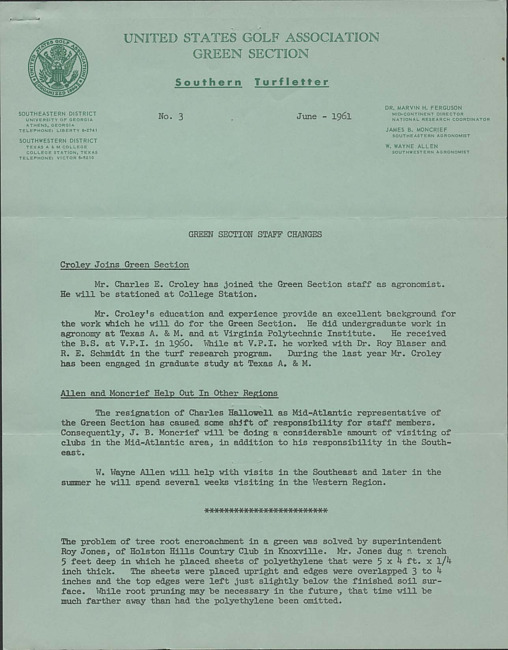 UNITED STATES GOLF ASSOCIATION
GREEN SECTION
Southern Turfletter
SOUTHEASTERN DISTRICT
UNIVERSITY OF GEORGIA
ATHENS, GEORGIA
TELEPHONE: LIBERTY 8-2741
SOUTHWESTERN DISTRICT
TEXAS A & M COLLEGE
COLLEGE STATION, TEXAS
TELEPHONE: VICTOR
No. 3
June - 1961
DR. MARVIN H. FERGUSON
MID-CONTINENT DIRECTOR
NATIONAL RESEARCH COORDINATOR
JAMES B. MONCRIEF
SOUTHEASTERN AGRONOMIST
W. WAYNE ALLEN
SOUTHWESTERN AGRONOMIST
GREEN SECTION STAFF CHANGES
Croley Joins Green Section
Mr. Charles E. Croley has joined the Green Section staff as agronomist.
He will be stationed at College Station.
Mr. Croley's education and experience provide an excellent background for
the work which he will do for the Green Section. He did undergraduate work in
agronomy at Texas A. & M. and at Virginia Polytechnic Institute. He received
the B.S. at V.P.I. in 1960. While at V.P.I. he worked with Dr. Roy Blaser and
R. E. Schmidt in the turf research program. During the last year Mr. Croley
has been engaged in graduate study at Texas A. & M.
Allen and Moncrief Help Out In Other Regions
The resignation of Charles Hallowell as Mid-Atlantic representative of
the Green Section has caused some shift of responsibility for staff members.
Consequently, J. B. Moncrief will be doing a considerable amount of visiting of
clubs in the Mid-Atlantic area, in addition to his responsibility in the South-
east.
W. Wayne Allen will help with visits in the Southeast and later in the
summer he will spend several weeks visiting in the Western Region.
*************************
The problem of tree root encroachment in a green was solved by superintendent
Roy Jones, of Holston Hills Country Club in Knoxville. Mr. Jones dug a trench
5 feet deep in which he placed sheets of polyethylene that were 5 x 4 ft. x 1/4
inch thick. The sheets were placed upright and edges were overlapped 3 to 4
inches and the top edges were left just slightly below the finished soil sur-
face. While root pruning may be necessary in the future, that time will be
much farther away than had the polyethylene been omitted.